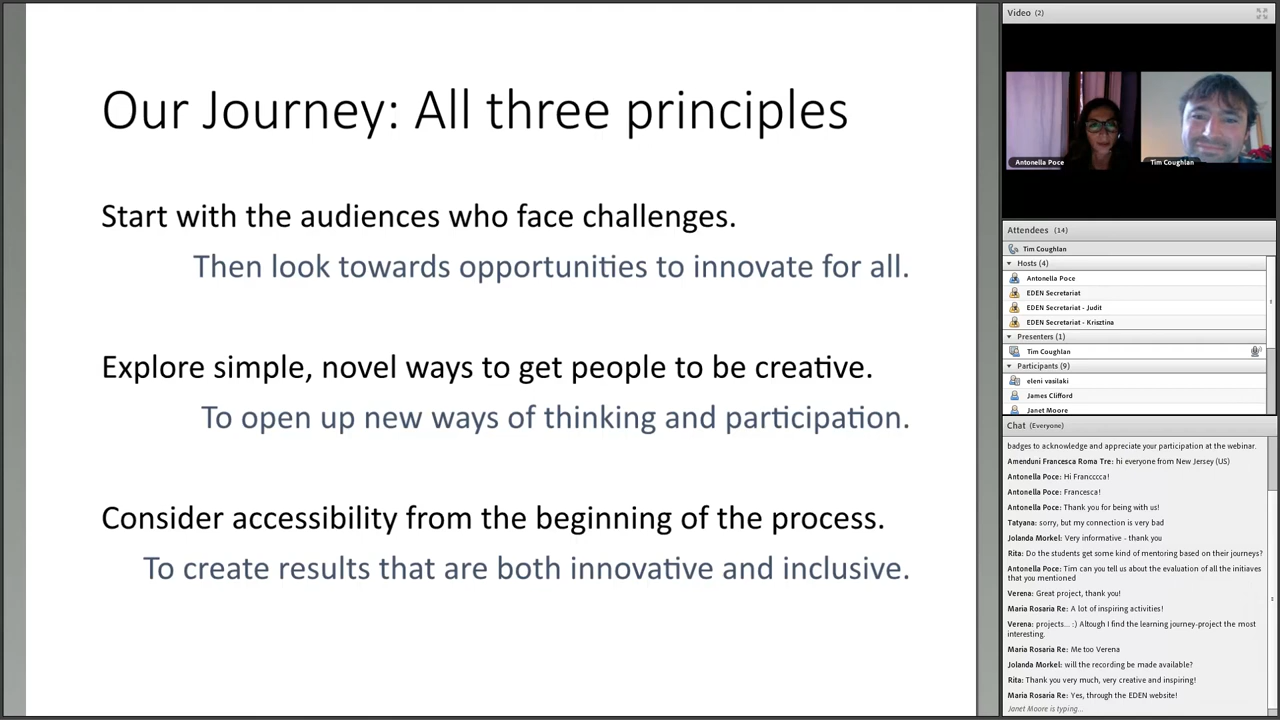 Our Journey: All three principles
Start with the audiences who face challenges.
Then look towards opportunities to innovate for all.
Explore simple, novel ways to get people to be creative.
To open up new ways of thinking and participation.
Consider accessibility from the beginning of the process.
To create results that are both innovative and inclusive.
Video (2)
Antonella Poce
Tim Coughlan
Attendees (14)
Tim Coughlan
Hosts (4)
Antonella Poce
EDEN Secretariat
EDEN Secretariat - Judit
EDEN Secretariat - Krisztina
Presenters (1)
Tim Coughlan
Participants (9)
eleni vasilaki
James Clifford
Janet Moore
Chat (Everyone)
badges to acknowledge and appreciate your participation at the webinar.
Amenduni Francesca Roma Tre: hi everyone from New Jersey (US)
Antonella Poce: Hi Franccca!
Antonella Poce: Francesca!
Antonella Poce: Thank you for being with us!
Tatyana: sorry, but my connection is very bad
Jolanda Morkel: Very informative - thank you
Rita: Do the students get some kind of mentoring based on their journeys?
Antonella Poce: Tim can you tell us about the evaluation of all the initiaves
that you mentioned
Verena: Great project, thank you!
Maria Rosaria Re: A lot of inspiring activities!
Verena: projects... :) Altough I find the learning journey-project the most
interesting.
Maria Rosaria Re: Me too Verena
Jolanda Morkel: will the recording be made available?
Rita: Thank you very much, very creative and inspiring!
Maria Rosaria Re: Yes, through the EDEN website!
Janet Moore is typing...